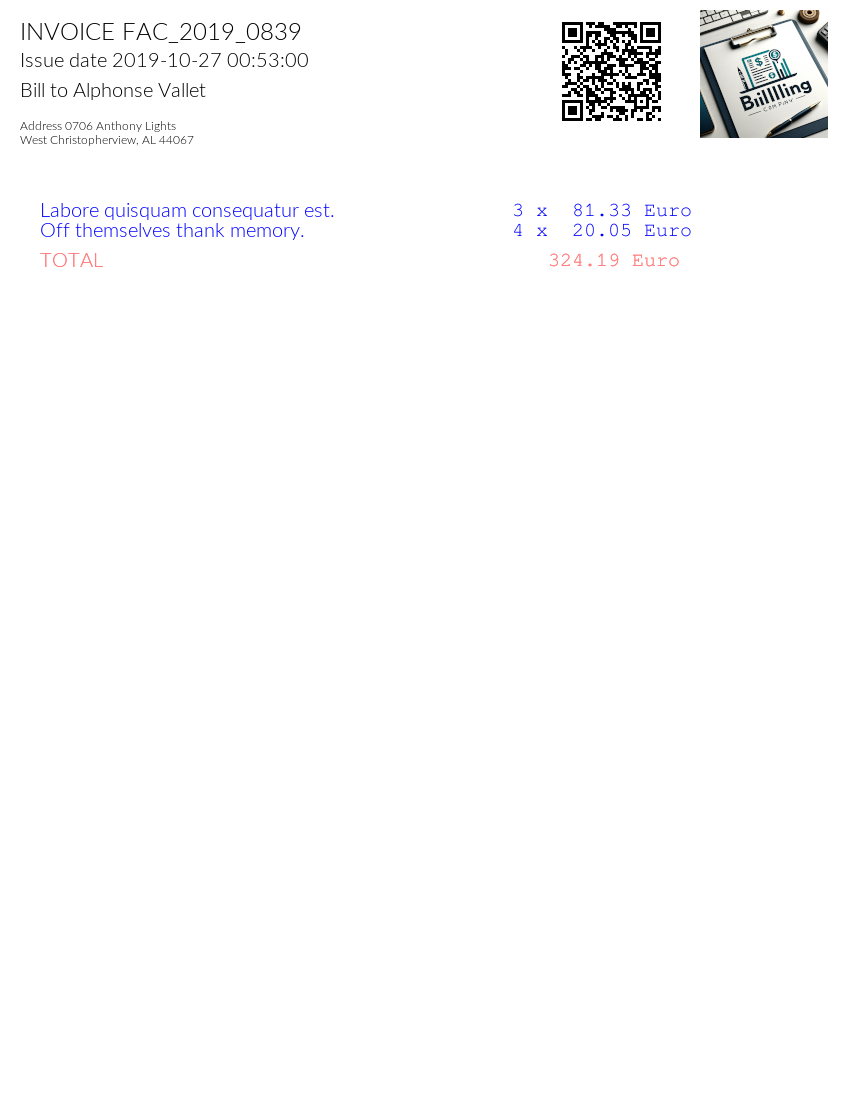 INVOICE FAC_2019_0839
Issue date 2019-10-27 00:53:00
Bill to Alphonse Vallet
Address 0706 Anthony Lights
West Christopherview, AL 44067
Biilllling
COMPANY
Labore quisquam consequatur est. 3 x 81.33 Euro
Off themselves thank memory. 4 x 20.05 Euro
TOTAL 324.19 Euro